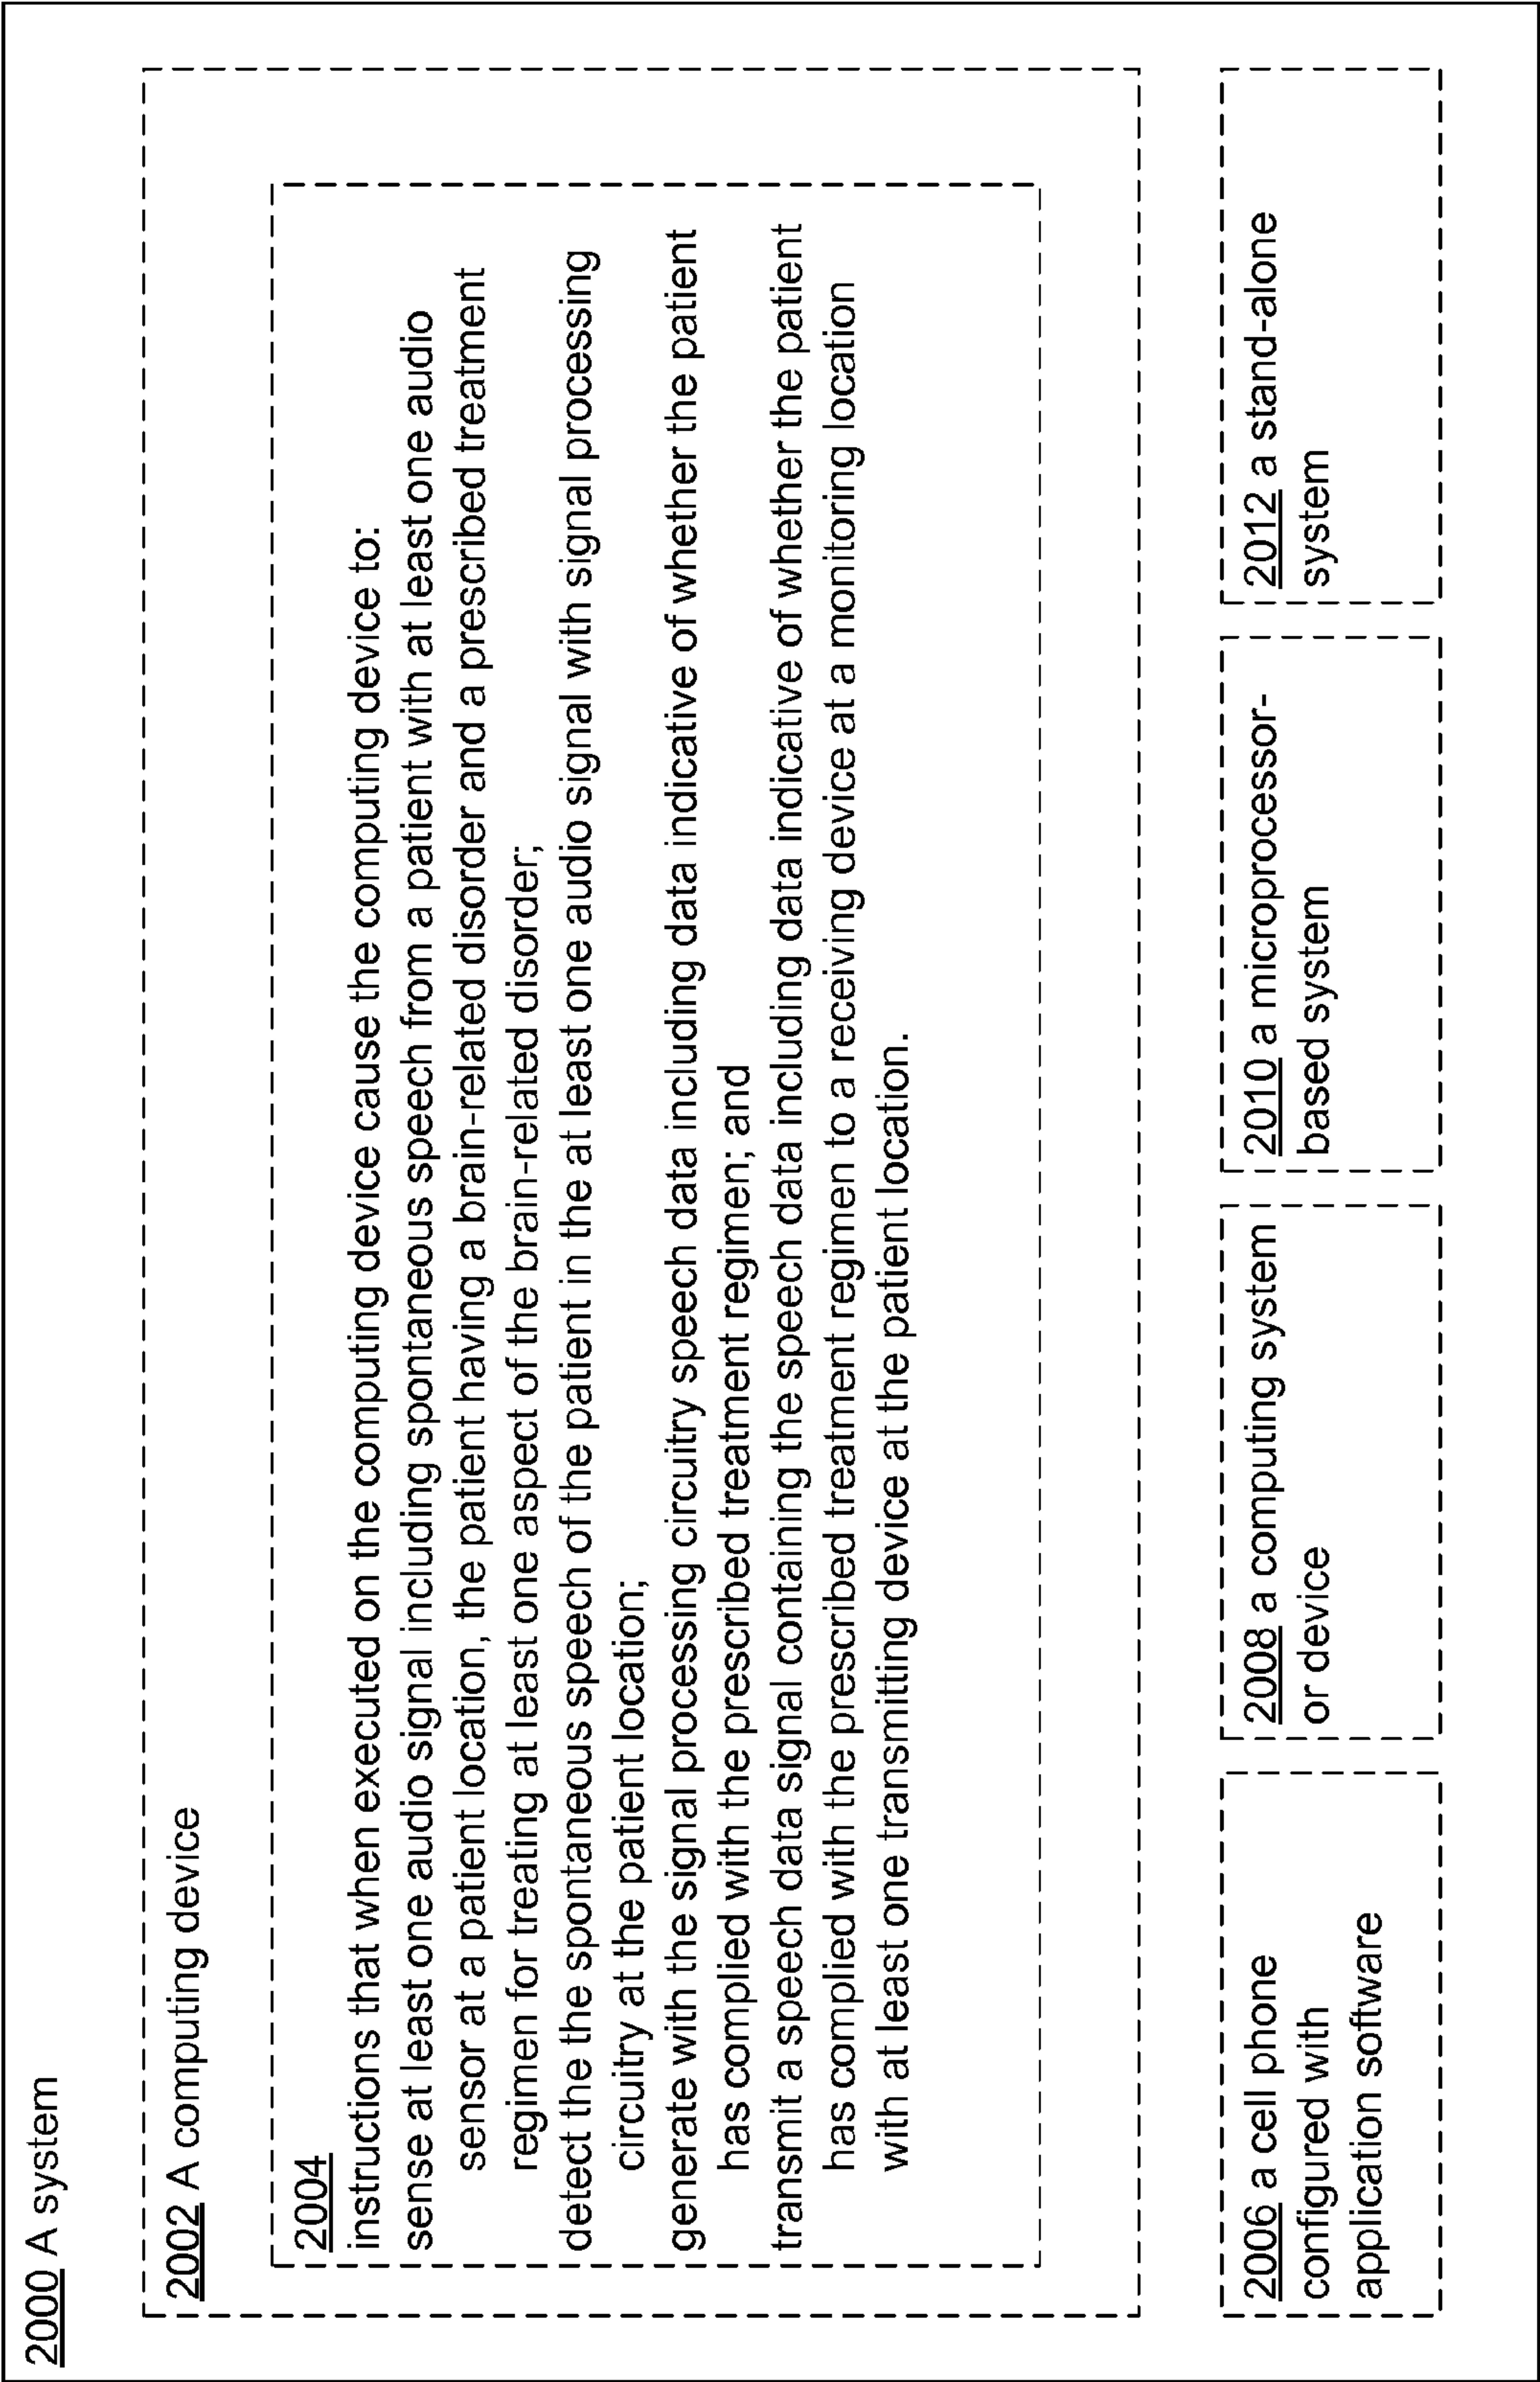 2000 A system
2002 A computing device
2004
instructions that when executed on the computing device cause the computing device to:
sense at least one audio signal including spontaneous speech from a patient with at least one audio
sensor at a patient location, the patient having a brain-related disorder and a prescribed treatment
regimen for treating at least one aspect of the brain-related disorder;
detect the the spontaneous speech of the patient in the at least one audio signal with signal processing
circuitry at the patient location;
generate with the signal processing circuitry speech data including data indicative of whether the patient
has complied with the prescribed treatment regimen; and
transmit a speech data signal containing the speech data including data indicative of whether the patient
has complied with the prescribed treatment regimen to a receiving device at a monitoring location
with at least one transmitting device at the patient location.
2006 a cell phone
configured with
application software
2008 a computing system
or device
2010 a microprocessor-
based system
2012 a stand-alone
system